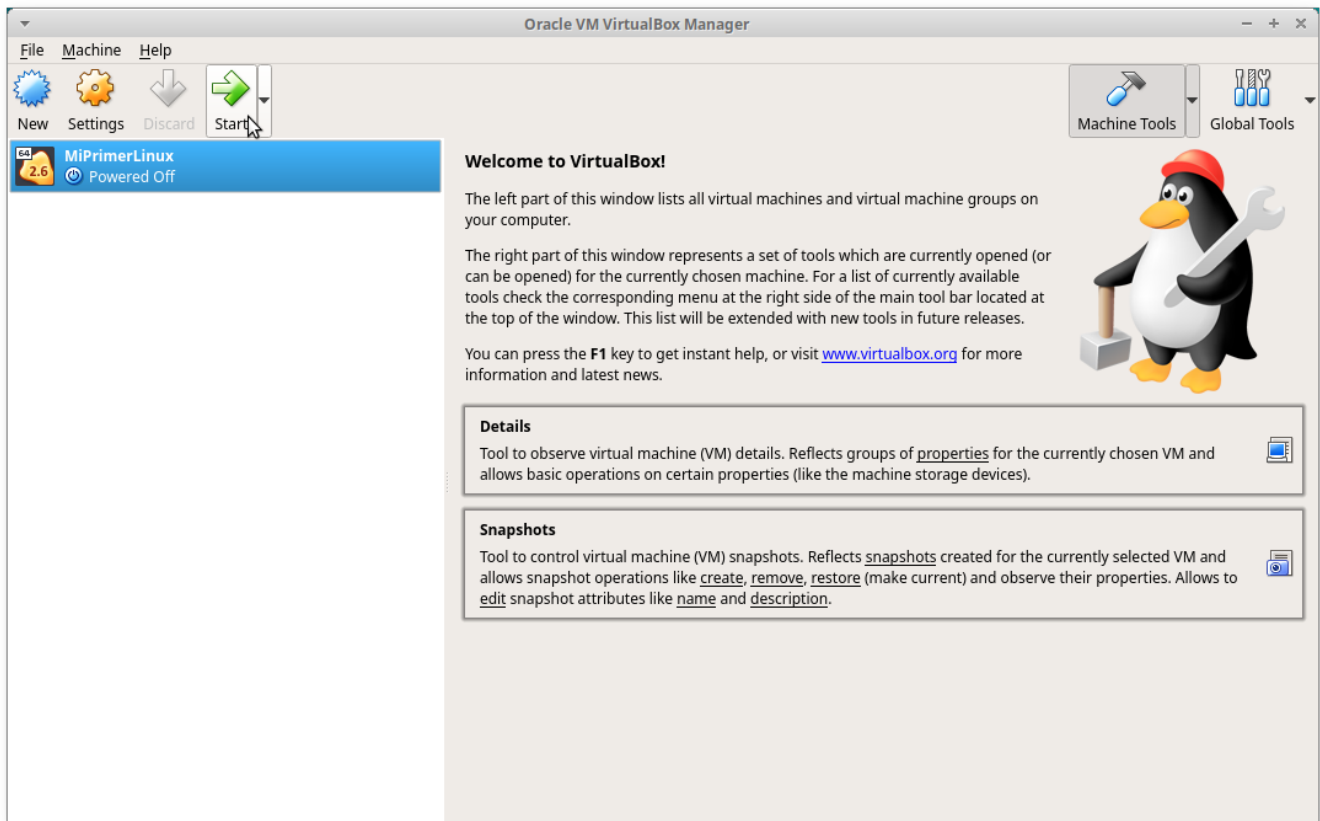 Oracle VM VirtualBox Manager
File Machine Help
New Settings Discard Start Machine Tools Global Tools
64
2.6
MiPrimerLinux
Powered Off
Welcome to VirtualBox!
The left part of this window lists all virtual machines and virtual machine groups on
your computer.
The right part of this window represents a set of tools which are currently opened (or
can be opened) for the currently chosen machine. For a list of currently available
tools check the corresponding menu at the right side of the main tool bar located at
the top of the window. This list will be extended with new tools in future releases.
You can press the F1 key to get instant help, or visit www.virtualbox.org for more
information and latest news.
Details
Tool to observe virtual machine (VM) details. Reflects groups of properties for the currently chosen VM and
allows basic operations on certain properties (like the machine storage devices).
Snapshots
Tool to control virtual machine (VM) snapshots. Reflects snapshots created for the currently selected VM and
allows snapshot operations like create, remove, restore (make current) and observe their properties. Allows to
edit snapshot attributes like name and description.